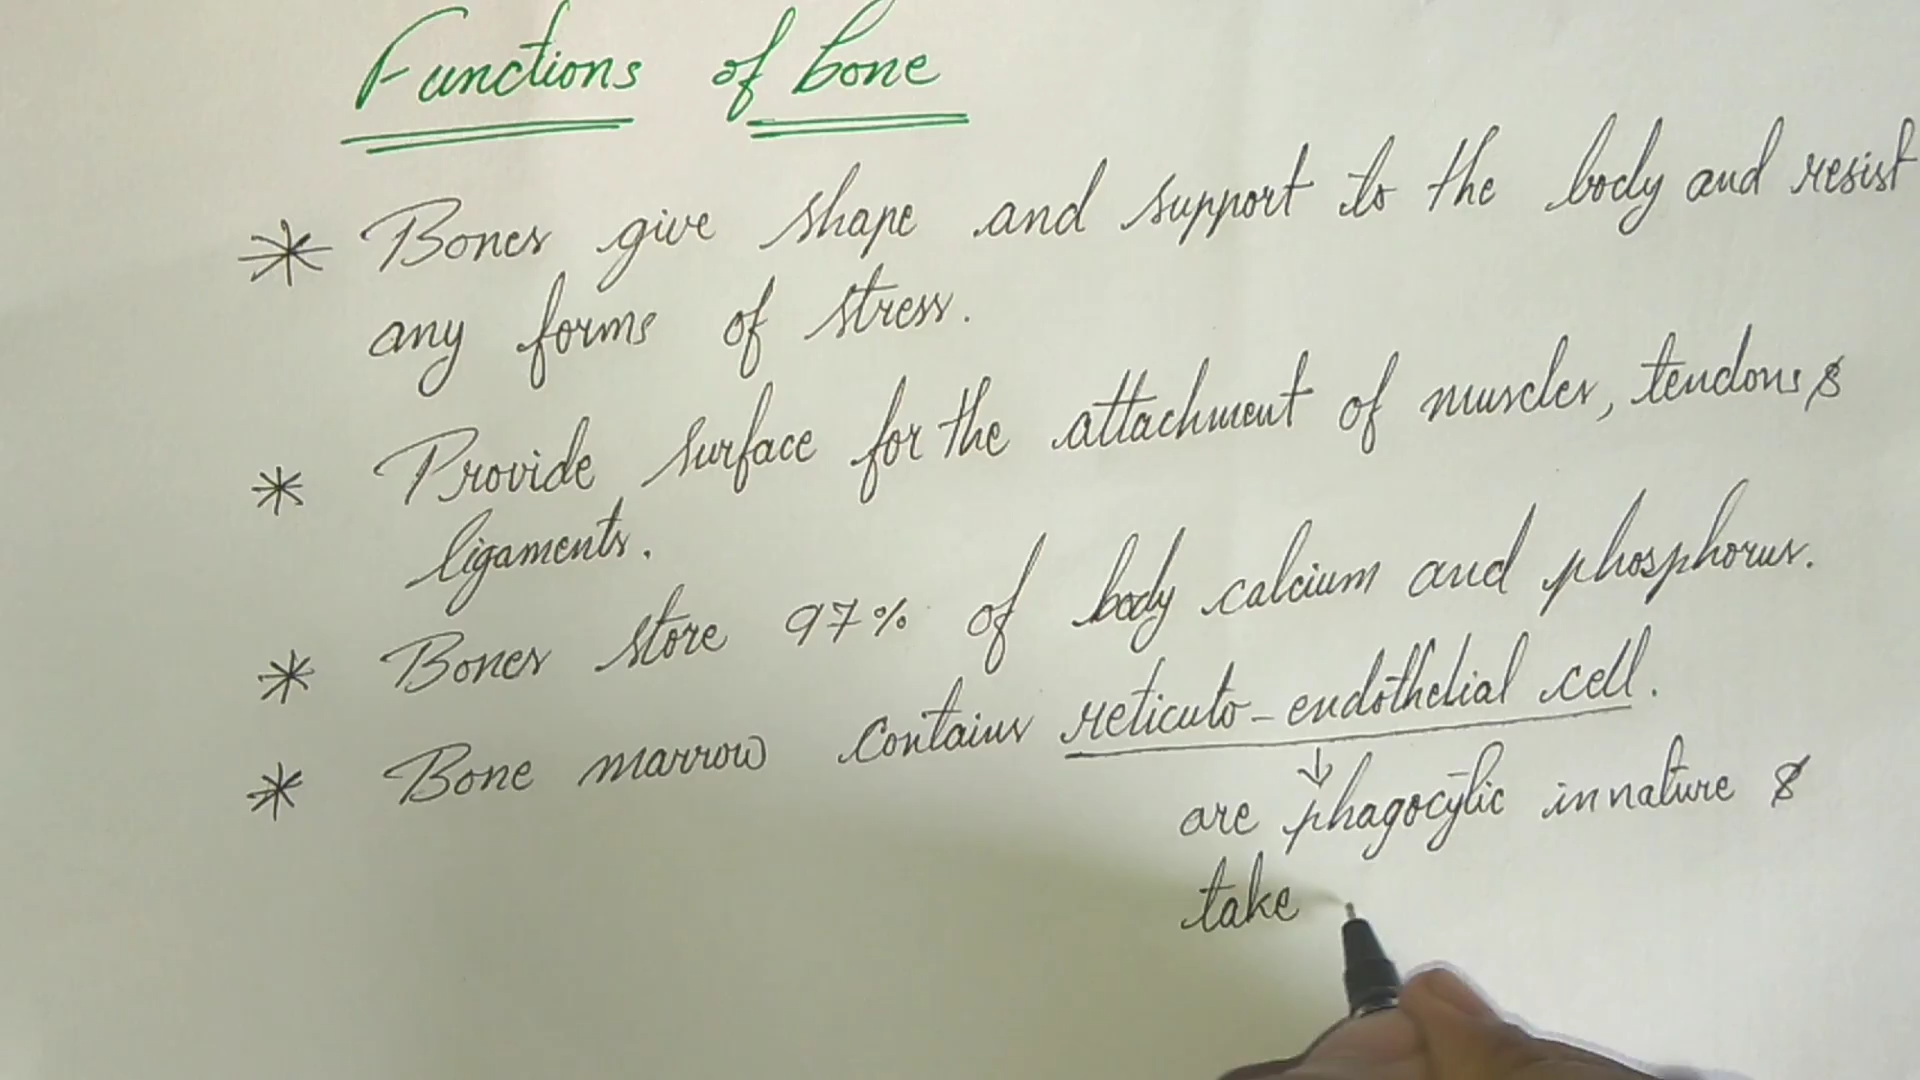 Functions of bone
* Bones give shape and support to the body and resist
any forms of stress.
* Provide surface for the attachment of muscles, tendons &
ligaments.
* Bones store 97% of body calcium and phosphorus.
* Bone marrow contains reticuto-endothelial cell.
↓
are phagocytic in nature &
take